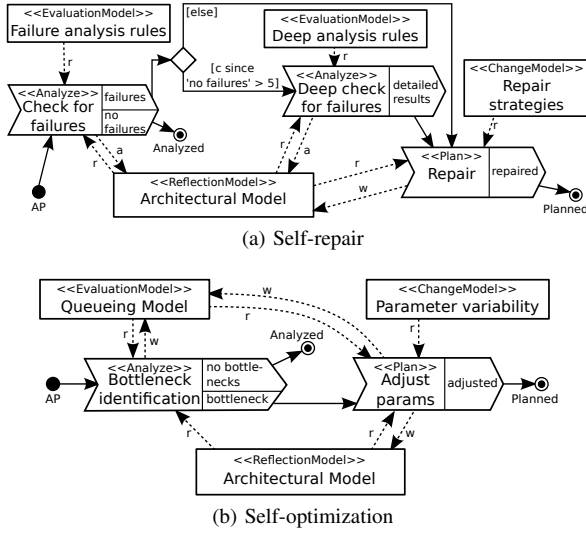 <<EvaluationModel>>
Failure analysis rules
[else]
<<EvaluationModel>>
Deep analysis rules
r
[c since
'no failures' > 5]
r
<<ChangeModel>>
Repair
strategies
<<Analyze>>
Check for
failures
failures
no
failures
Analyzed
<<Analyze>>
Deep check
for failures
detailed
results
r
a
r
r
a
AP
<<ReflectionModel>>
Architectural Model
r
w
<<Plan>>
Repair
repaired
Planned
(a) Self-repair
<<EvaluationModel>>
Queueing Model
w
r
<<ChangeModel>>
Parameter variability
r
w
Analyzed
r
AP
<<Analyze>>
Bottleneck
identification
no bottle-
necks
bottleneck
<<Plan>>
Adjust
params
adjusted
Planned
r
r
w
<<ReflectionModel>>
Architectural Model
(b) Self-optimization